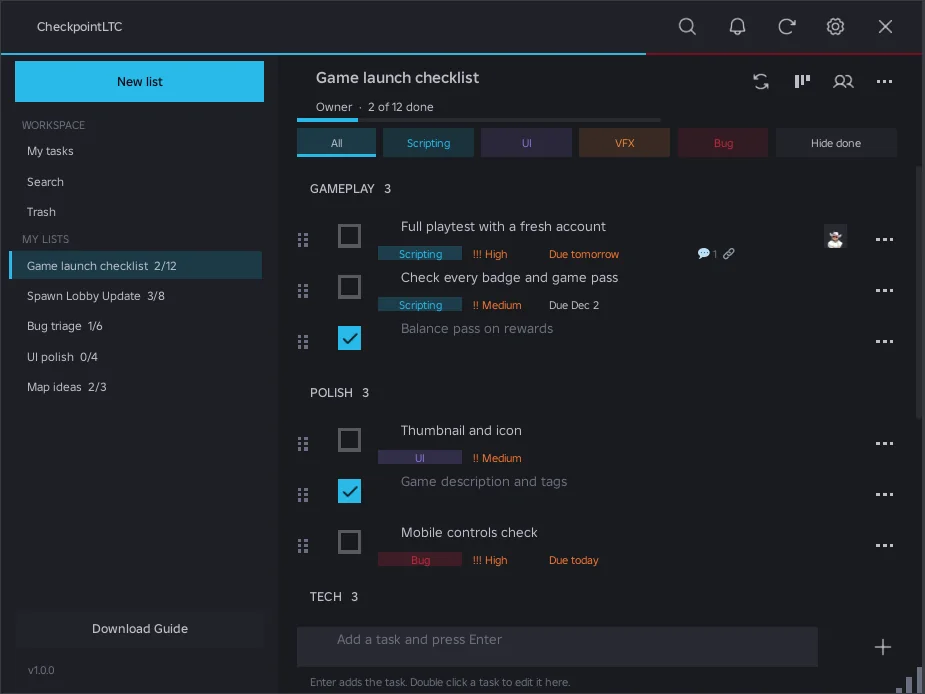 CheckpointLTC
New list
WORKSPACE
My tasks
Search
Trash
MY LISTS
Game launch checklist 2/12
Spawn Lobby Update 3/8
Bug triage 1/6
UI polish 0/4
Map ideas 2/3
Download Guide
v1.0.0
Game launch checklist
Owner · 2 of 12 done
All Scripting UI VFX Bug Hide done
GAMEPLAY 3
Full playtest with a fresh account
Scripting !!! High Due tomorrow 1
Check every badge and game pass
Scripting !! Medium Due Dec 2
Balance pass on rewards
POLISH 3
Thumbnail and icon
UI !! Medium
Game description and tags
Mobile controls check
Bug !!! High Due today
TECH 3
Add a task and press Enter
Enter adds the task. Double click a task to edit it here.